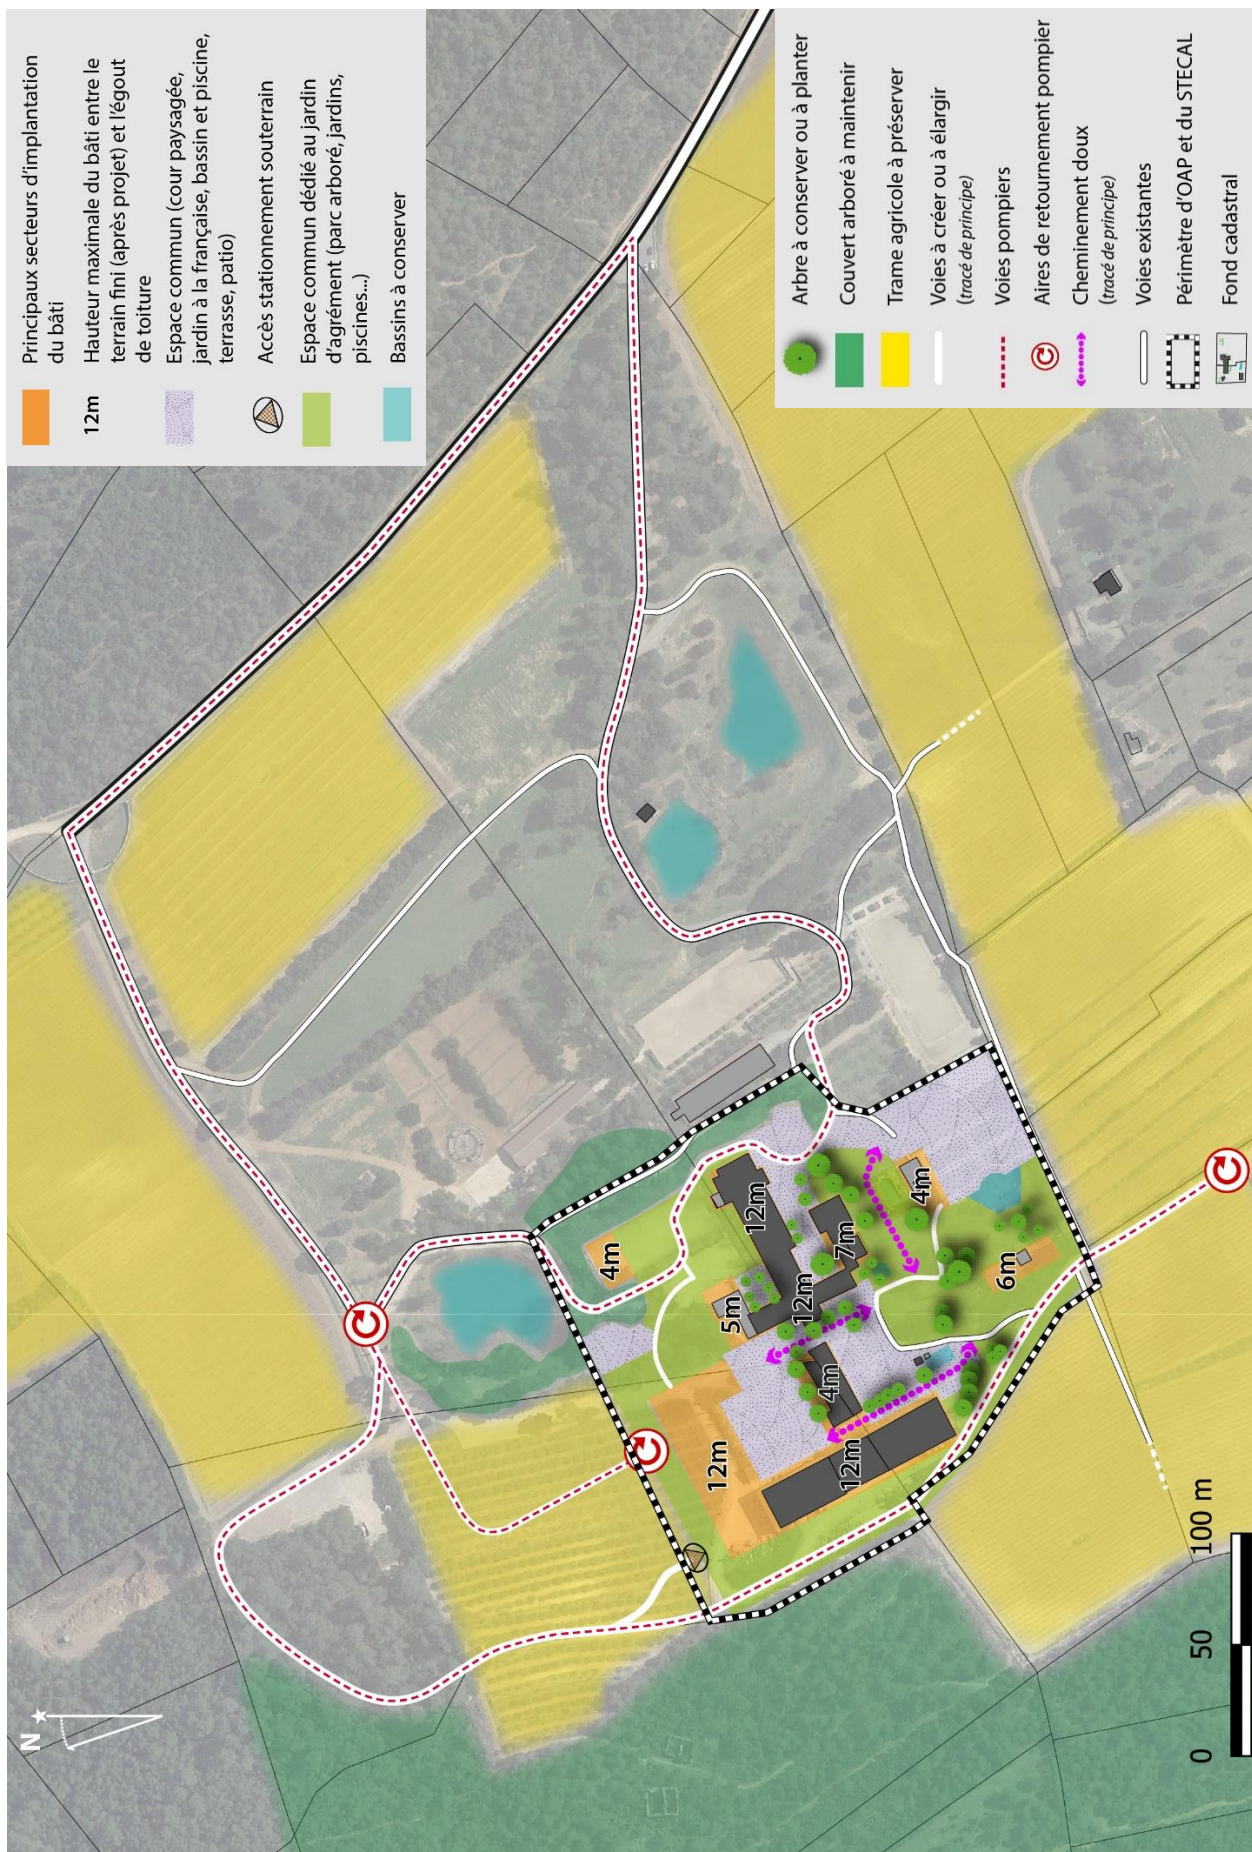 Principaux secteurs d'implantation
du bâti
12m
Hauteur maximale du bâti entre le
terrain fini (après projet) et l'égout
de toiture
Espace commun (cour paysagée,
jardin à la française, bassin et piscine,
terrasse, patio)
Accès stationnement souterrain
Espace commun dédié au jardin
d'agrément (parc arboré, jardins,
piscines...)
Bassins à conserver
Arbre à conserver ou à planter
Couvert arboré à maintenir
Trame agricole à préserver
Voies à créer ou à élargir
(tracé de principe)
Voies pompiers
Aires de retournement pompier
Cheminement doux
(tracé de principe)
Voies existantes
Périmètre d'OAP et du STECAL
Fond cadastral
N
4m
12m
5m
12m
7m
4m
12m
4m
12m
6m
0 50 100 m